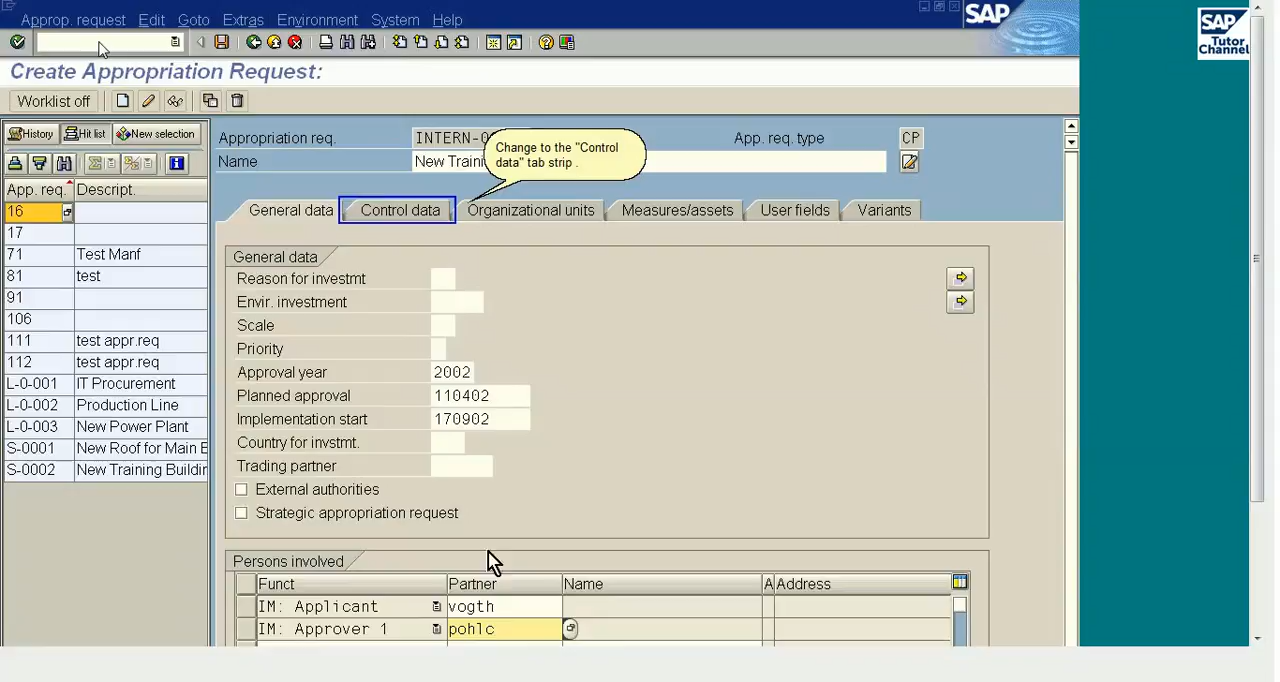 Approp. request Edit Goto Extras Environment System Help
SAP
SAP
Tutor
Channel
Create Appropriation Request:
Worklist off
History Hit list New selection
App. req. Descript.
16
17
71 Test Manf
81 test
91
106
111 test appr.req
112 test appr.req
L-0-001 IT Procurement
L-0-002 Production Line
L-0-003 New Power Plant
S-0001 New Roof for Main E
S-0002 New Training Buildin
Appropriation req. INTERN-0 App. req. type CP
Name New Traini
Change to the "Control
data" tab strip .
General data Control data Organizational units Measures/assets User fields Variants
General data
Reason for investmt
Envir. investment
Scale
Priority
Approval year 2002
Planned approval 110402
Implementation start 170902
Country for invstmt.
Trading partner
External authorities
Strategic appropriation request
Persons involved
Funct Partner Name A Address
IM: Applicant vogth
IM: Approver 1 pohlc